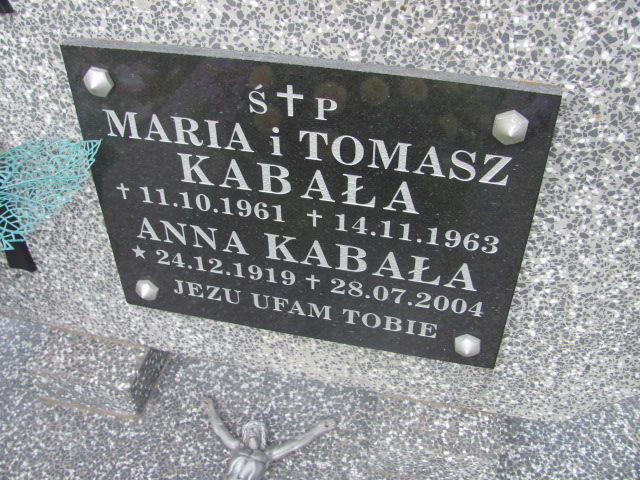 Ś✝P
MARIA i TOMASZ
KABAŁA
✝ 11.10.1961 ✝ 14.11.1963
ANNA KABAŁA
★ 24.12.1919 ✝ 28.07.2004
JEZU UFAM TOBIE